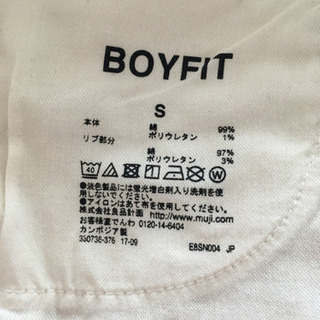 BOYFIT
S
本体 綿 99%
ポリウレタン 1%
リブ部分 綿 97%
ポリウレタン 3%
40 P W
●淡色製品には蛍光増白剤入り洗剤を使
用しないでください。
●アイロンはあて布を使用してください。
株式会社良品計画 http://www.muji.com
お客様室でんわ 0120-14-6404
カンボジア製
330736-376 17-09 E8SN004 JP